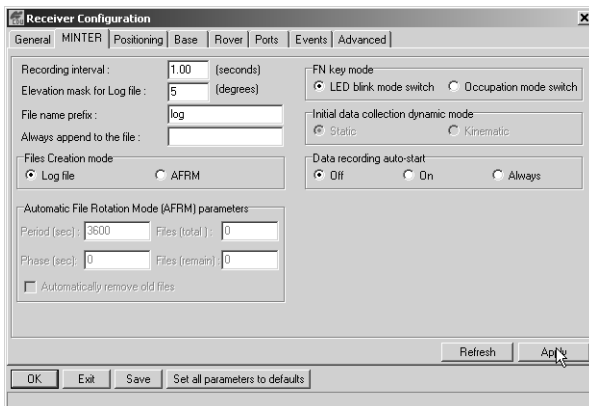 Receiver Configuration
General MINTER Positioning Base Rover Ports Events Advanced
Recording interval : 1.00 (seconds)
Elevation mask for Log file : 5 (degrees)
File name prefix : log
Always append to the file :
Files Creation mode
Log file AFRM
Automatic File Rotation Mode (AFRM) parameters
Period (sec) : 3600 Files (total ) : 0
Phase (sec): 0 Files (remain) : 0
Automatically remove old files
FN key mode
LED blink mode switch Occupation mode switch
Initial data collection dynamic mode
Static Kinematic
Data recording auto-start
Off On Always
Refresh Apply
OK Exit Save Set all parameters to defaults